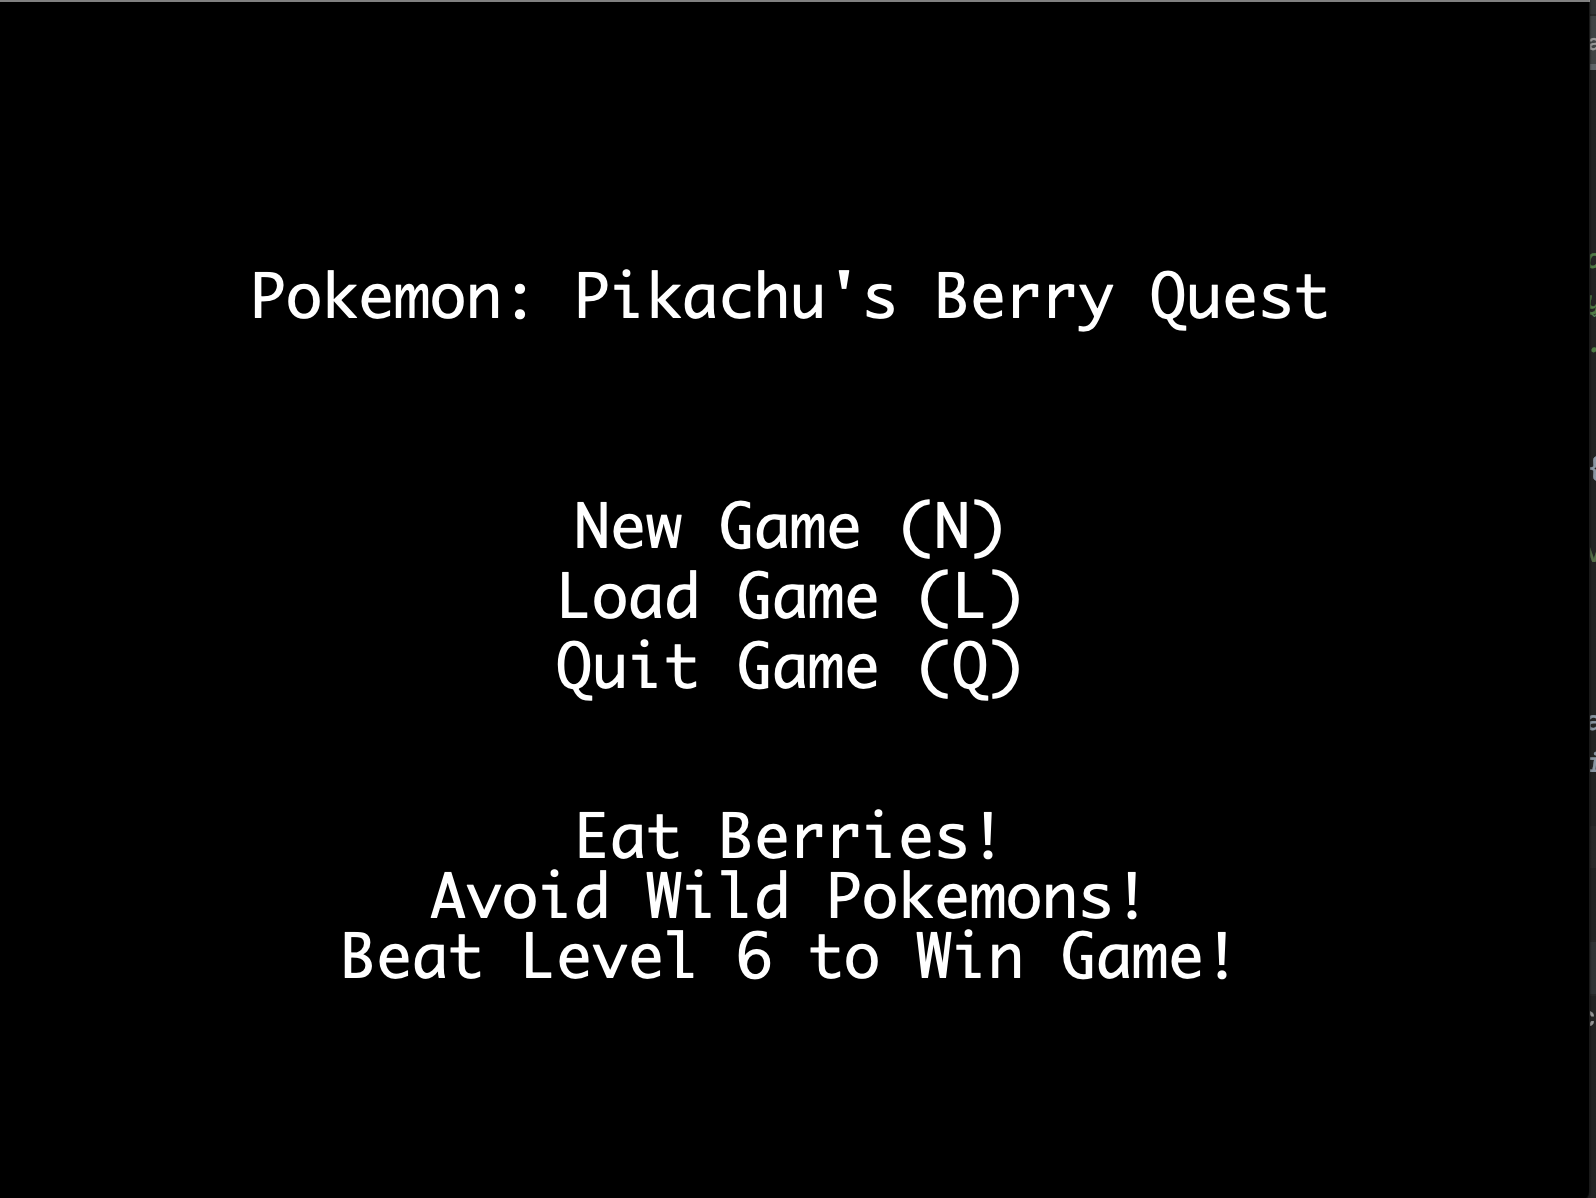 Pokemon: Pikachu's Berry Quest
New Game (N)
Load Game (L)
Quit Game (Q)
Eat Berries!
Avoid Wild Pokemons!
Beat Level 6 to Win Game!